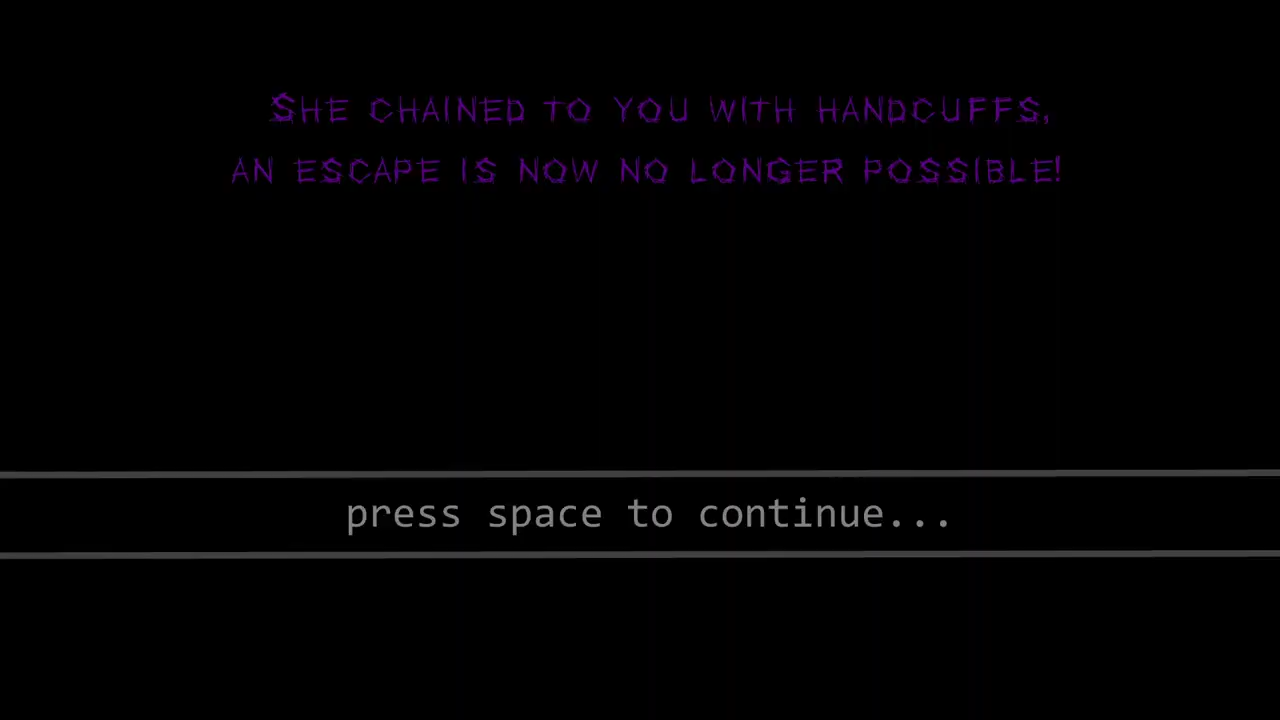 She chained to you with handcuffs,
an escape is now no longer possible!
press space to continue...